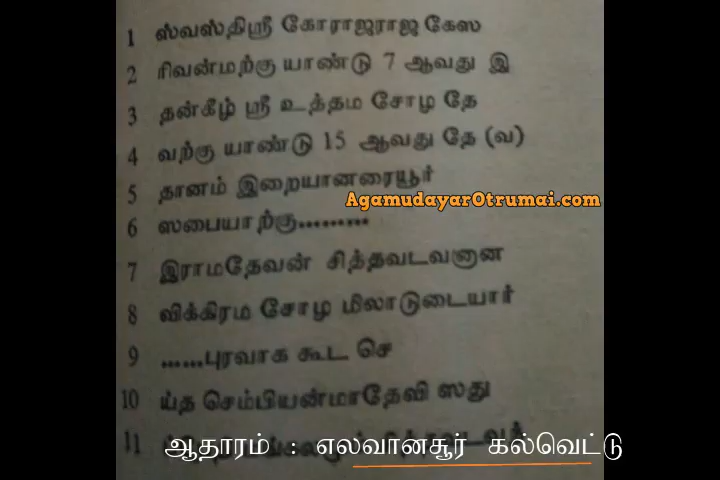 1 ஸ்வஸ்திஸ்ரீ கோராஜராஜ கேஸ
2 ரிவன்மற்கு யாண்டு 7 ஆவது இ
3 தன்கீழ் ஸ்ரீ உத்தம சோழ தே
4 வற்கு யாண்டு 15 ஆவது தே (வ)
5 தானம் இறையானரையூர்
AgamudayarOtrumai.com
6 ஸபையாற்கு.........
7 இராமதேவன் சித்தவடவனான
8 விக்கிரம சோழ மிலாடுடையார்
9 ......புரவாக கூட செ
10 ய்த செம்பியன்மாதேவி ஸது
11
ஆதாரம் : எலவானசூர் கல்வெட்டு